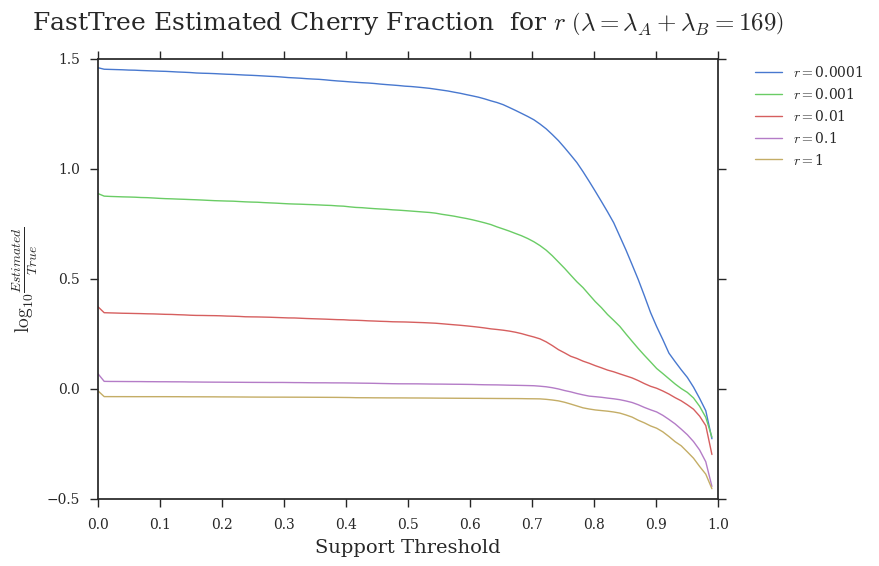 FastTree Estimated Cherry Fraction for r (λ = λ_A + λ_B = 169)
r = 0.0001
r = 0.001
r = 0.01
r = 0.1
r = 1
1.5
1.0
0.5
0.0
−0.5
log₁₀ Estimated/True
0.0 0.1 0.2 0.3 0.4 0.5 0.6 0.7 0.8 0.9 1.0
Support Threshold